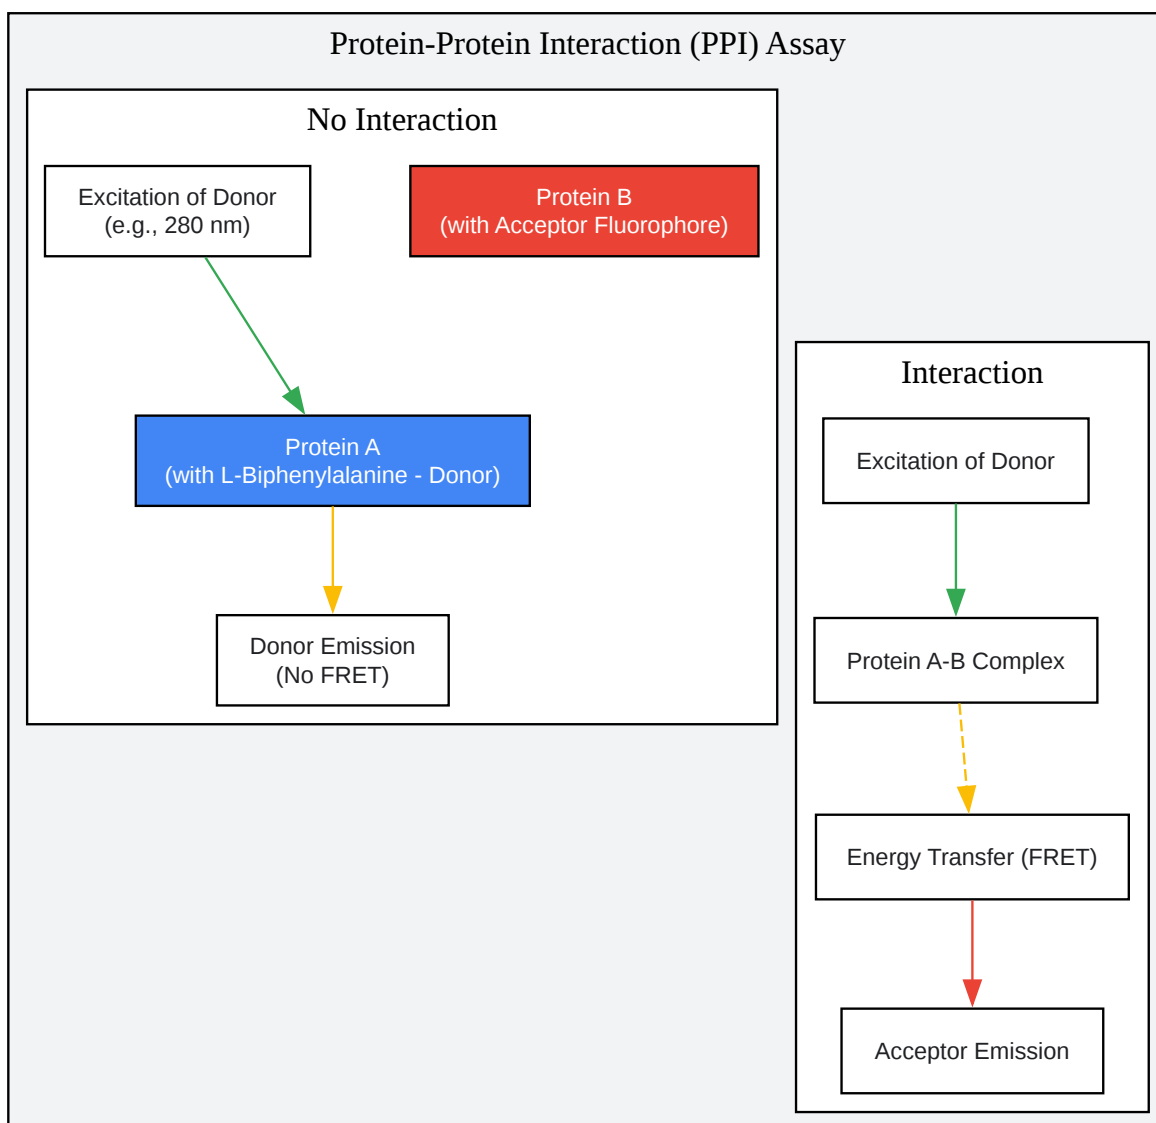 Protein-Protein Interaction (PPI) Assay
No Interaction
Excitation of Donor
(e.g., 280 nm)
Protein B
(with Acceptor Fluorophore)
Protein A
(with L-Biphenylalanine - Donor)
Donor Emission
(No FRET)
Interaction
Excitation of Donor
Protein A-B Complex
Energy Transfer (FRET)
Acceptor Emission